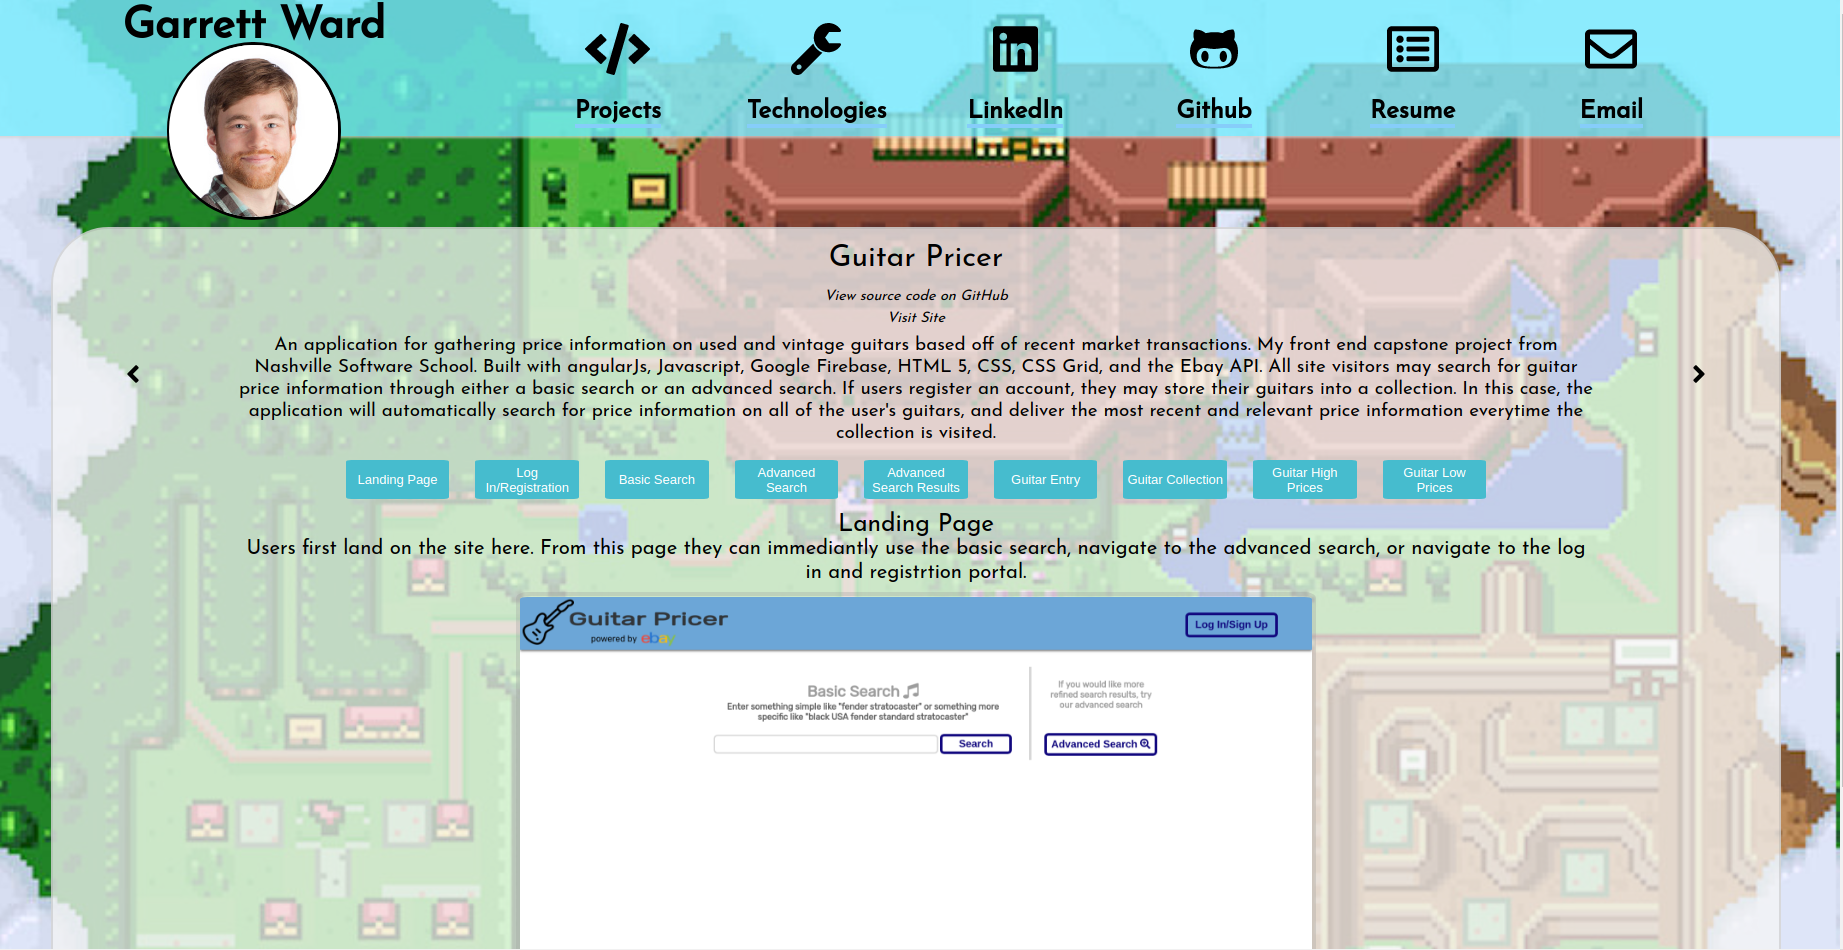 Garrett Ward
Projects
Technologies
LinkedIn
Github
Resume
Email
Guitar Pricer
View source code on GitHub
Visit Site
An application for gathering price information on used and vintage guitars based off of recent market transactions. My front end capstone project from
Nashville Software School. Built with angularJs, Javascript, Google Firebase, HTML 5, CSS, CSS Grid, and the Ebay API. All site visitors may search for guitar
price information through either a basic search or an advanced search. If users register an account, they may store their guitars into a collection. In this case, the
application will automatically search for price information on all of the user's guitars, and deliver the most recent and relevant price information everytime the
collection is visited.
Landing Page
Log
In/Registration
Basic Search
Advanced
Search
Advanced
Search Results
Guitar Entry
Guitar Collection
Guitar High
Prices
Guitar Low
Prices
Landing Page
Users first land on the site here. From this page they can immediantly use the basic search, navigate to the advanced search, or navigate to the log
in and registrtion portal.
Guitar Pricer
powered by ebay
Log In/Sign Up
Basic Search
Enter something simple like "fender stratocaster" or something more
specific like "black USA fender standard stratocaster"
Search
If you would like more
refined search results, try
our advanced search
Advanced Search